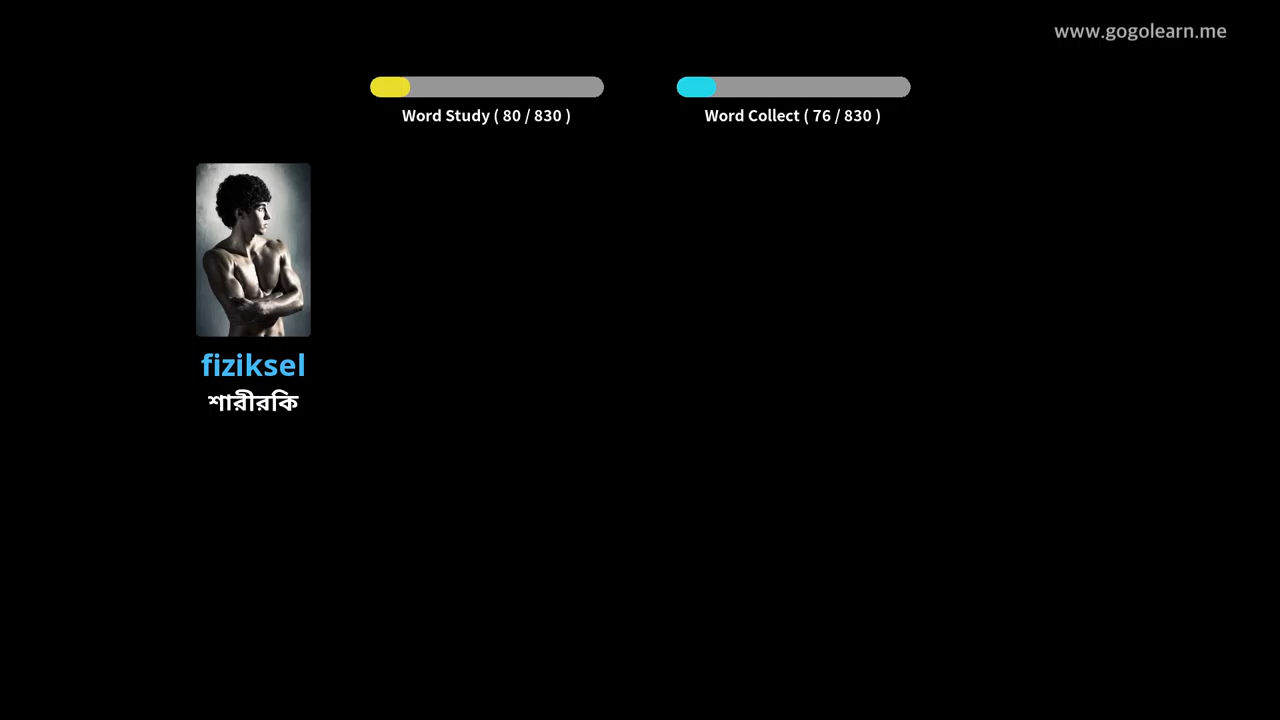 www.gogolearn.me
Word Study ( 80 / 830 )
Word Collect ( 76 / 830 )
fiziksel
শারীরকি